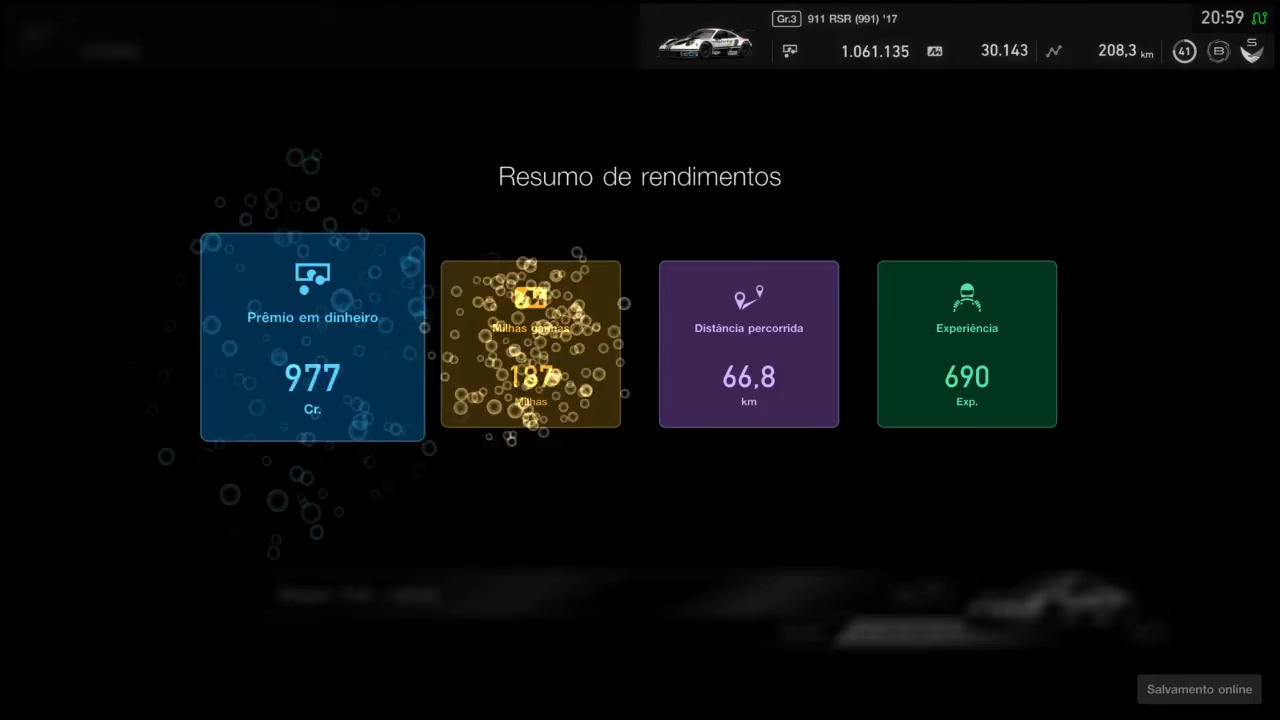 Gr.3 911 RSR (991) '17
20:59
1.061.135
30.143
208,3 km
41
B
S
Resumo de rendimentos
Prêmio em dinheiro
977
Cr.
Milhas ganhas
187
Milhas
Distância percorrida
66,8
km
Experiência
690
Exp.
Salvamento online